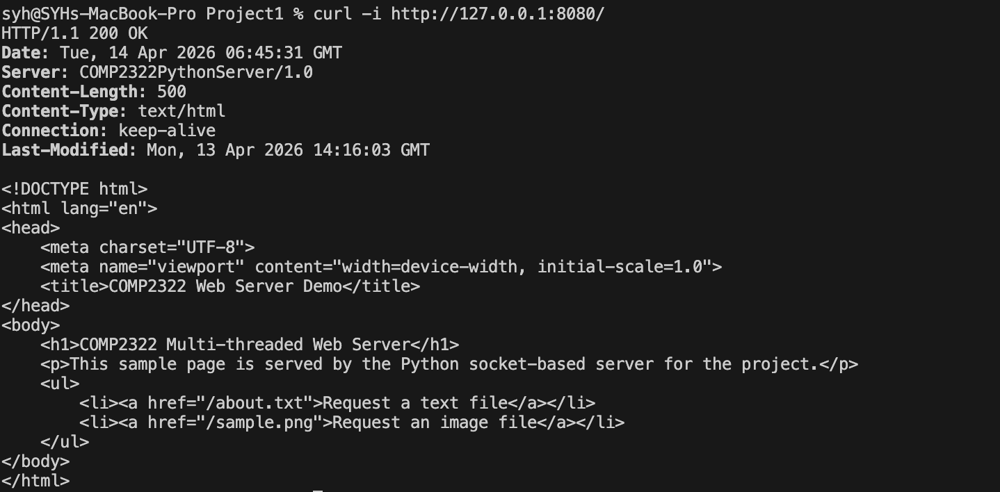 syh@SYHs-MacBook-Pro Project1 % curl -i http://127.0.0.1:8080/
HTTP/1.1 200 OK
Date: Tue, 14 Apr 2026 06:45:31 GMT
Server: COMP2322PythonServer/1.0
Content-Length: 500
Content-Type: text/html
Connection: keep-alive
Last-Modified: Mon, 13 Apr 2026 14:16:03 GMT

<!DOCTYPE html>
<html lang="en">
<head>
    <meta charset="UTF-8">
    <meta name="viewport" content="width=device-width, initial-scale=1.0">
    <title>COMP2322 Web Server Demo</title>
</head>
<body>
    <h1>COMP2322 Multi-threaded Web Server</h1>
    <p>This sample page is served by the Python socket-based server for the project.</p>
    <ul>
        <li><a href="/about.txt">Request a text file</a></li>
        <li><a href="/sample.png">Request an image file</a></li>
    </ul>
</body>
</html>